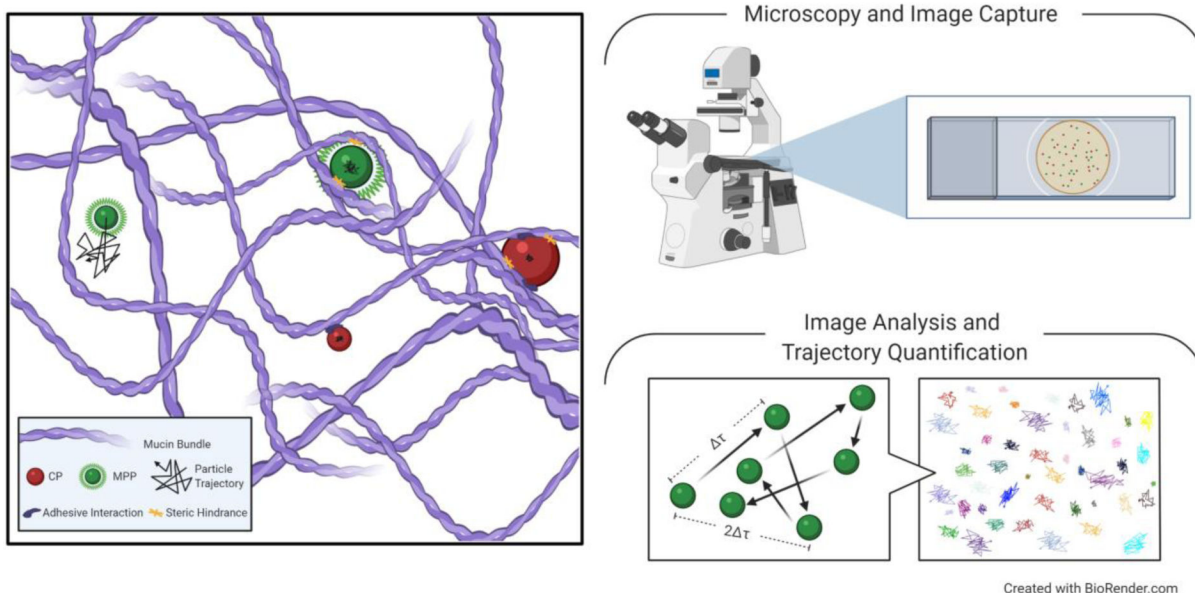 Microscopy and Image Capture
Mucin Bundle
CP
MPP
Particle
Trajectory
Adhesive Interaction
Steric Hindrance
Image Analysis and
Trajectory Quantification
Δτ
2Δτ
Created with BioRender.com